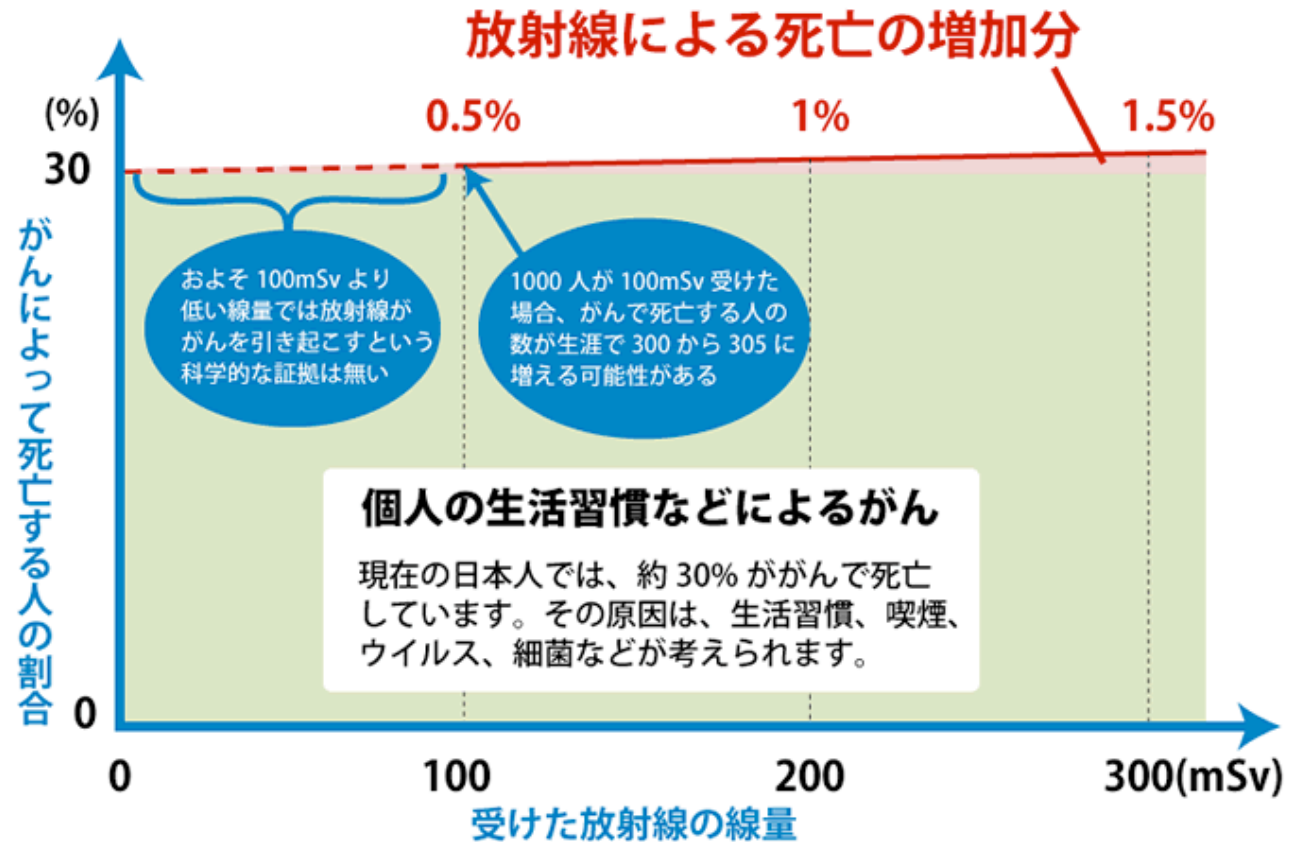 放射線による死亡の増加分
(%)
0.5%
1%
1.5%
30
がんによって死亡する人の割合
およそ 100mSv より
低い線量では放射線が
がんを引き起こすという
科学的な証拠は無い
1000 人が 100mSv 受けた
場合、がんで死亡する人の
数が生涯で 300 から 305 に
増える可能性がある
個人の生活習慣などによるがん
現在の日本人では、約 30% ががんで死亡
しています。その原因は、生活習慣、喫煙、
ウイルス、細菌などが考えられます。
0
0
100
200
300(mSv)
受けた放射線の線量